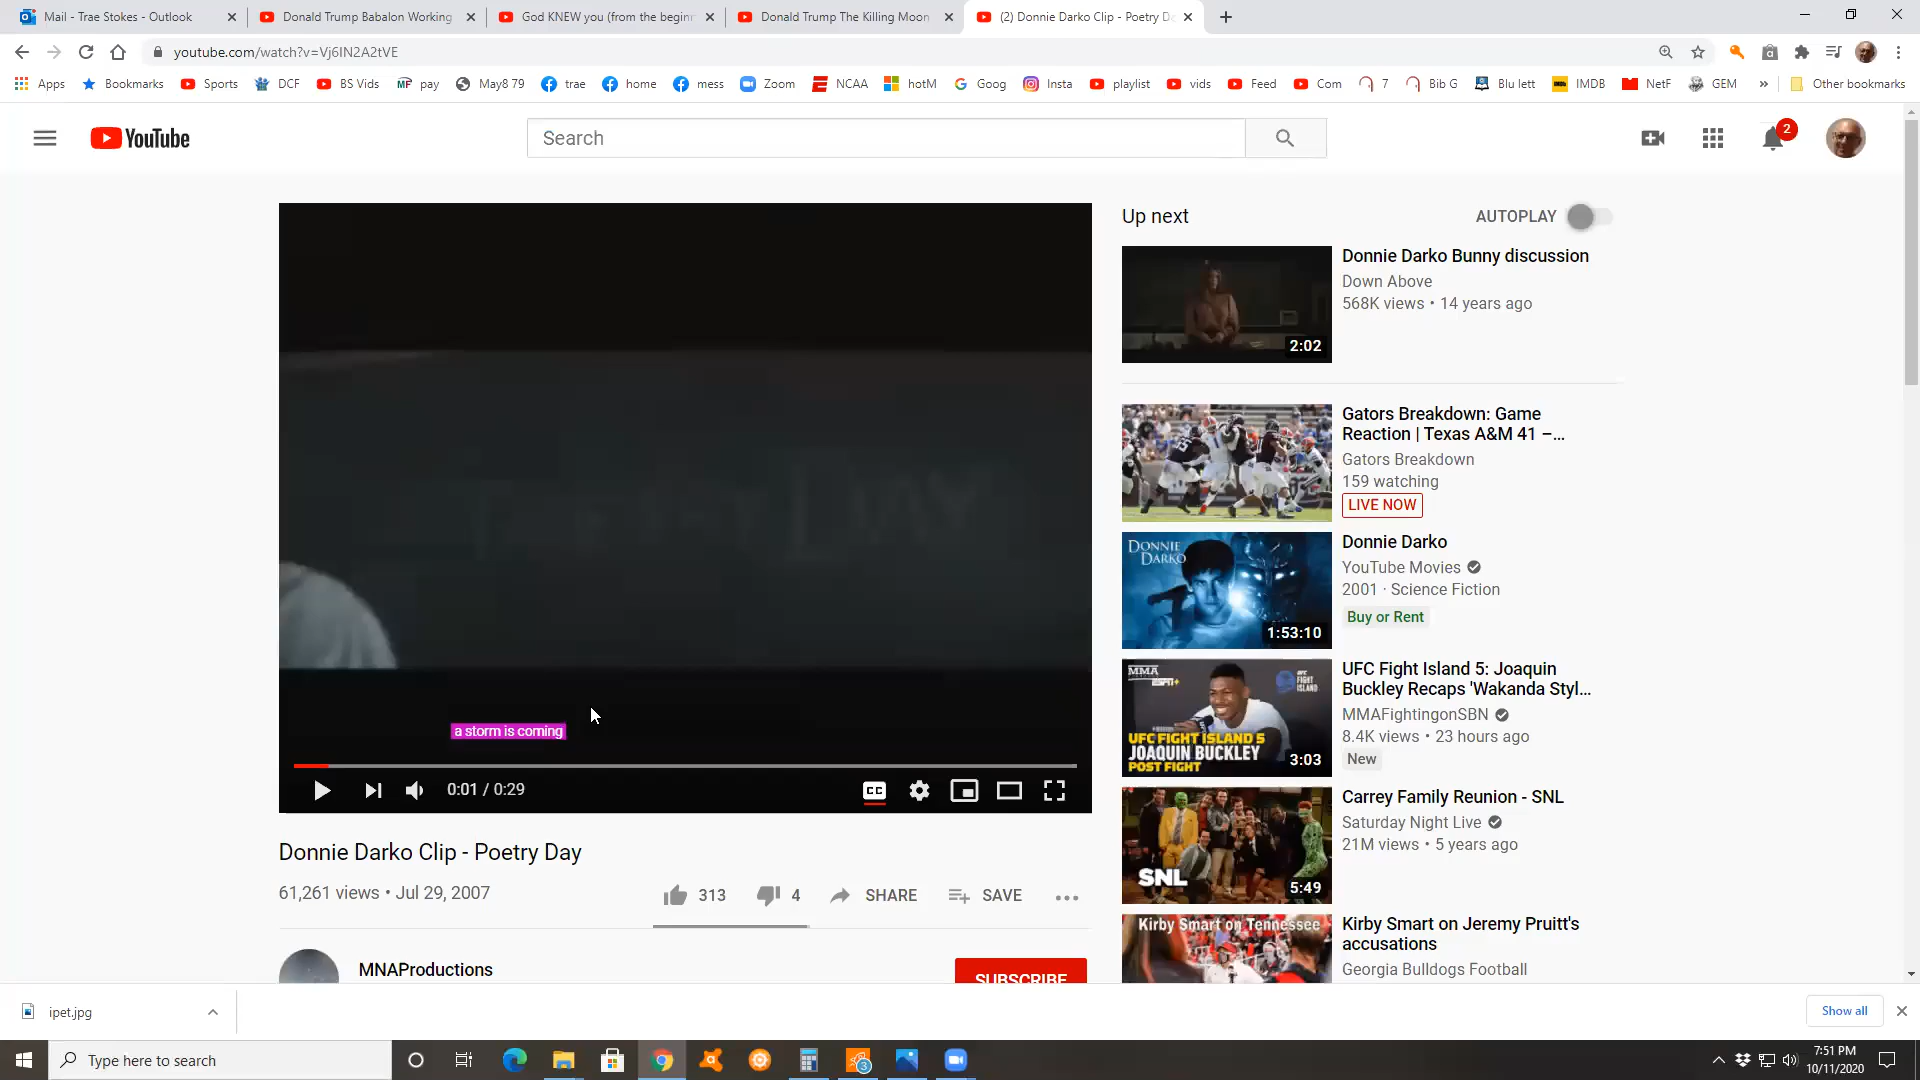 Mail - Trae Stokes - Outlook
Donald Trump Babalon Working
God KNEW you (from the beginn
Donald Trump The Killing Moon
(2) Donnie Darko Clip - Poetry D
youtube.com/watch?v=Vj6IN2A2tVE
Apps Bookmarks Sports DCF BS Vids pay May8 79 trae home mess Zoom NCAA hotM Goog Insta playlist vids Feed Com 7 Bib G Blu lett IMDB NetF GEM » Other bookmarks
YouTube
Search
2
Up next
AUTOPLAY
Donnie Darko Bunny discussion
Down Above
568K views • 14 years ago
2:02
Gators Breakdown: Game
Reaction | Texas A&M 41 –...
Gators Breakdown
159 watching
LIVE NOW
DONNIE
DARKO
1:53:10
Donnie Darko
YouTube Movies
2001 · Science Fiction
Buy or Rent
MMA
UFC FIGHT ISLAND 5
JOAQUIN BUCKLEY
POST FIGHT
3:03
UFC Fight Island 5: Joaquin
Buckley Recaps 'Wakanda Styl...
MMAFightingonSBN
8.4K views • 23 hours ago
New
SNL
5:49
Carrey Family Reunion - SNL
Saturday Night Live
21M views • 5 years ago
Kirby Smart on Tennessee
Kirby Smart on Jeremy Pruitt's
accusations
Georgia Bulldogs Football
POETRY DAY
a storm is coming
0:01 / 0:29
CC
Donnie Darko Clip - Poetry Day
61,261 views • Jul 29, 2007
313
4
SHARE
SAVE
MNAProductions
SUBSCRIBE
ipet.jpg
Show all
Type here to search
3
7:51 PM
10/11/2020